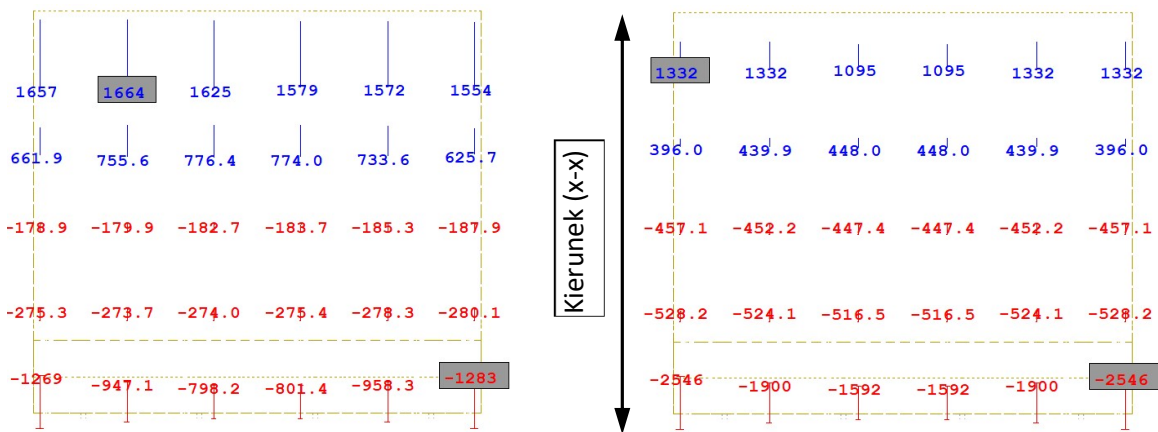 1657 1664 1625 1579 1572 1554
661.9 755.6 776.4 774.0 733.6 625.7
-178.9 -179.9 -182.7 -183.7 -185.3 -187.9
-275.3 -273.7 -274.0 -275.4 -278.3 -280.1
-1269 -947.1 -798.2 -801.4 -958.3 -1283
Kierunek (x-x)
1332 1332 1095 1095 1332 1332
396.0 439.9 448.0 448.0 439.9 396.0
-457.1 -452.2 -447.4 -447.4 -452.2 -457.1
-528.2 -524.1 -516.5 -516.5 -524.1 -528.2
-2546 -1900 -1592 -1592 -1900 -2546